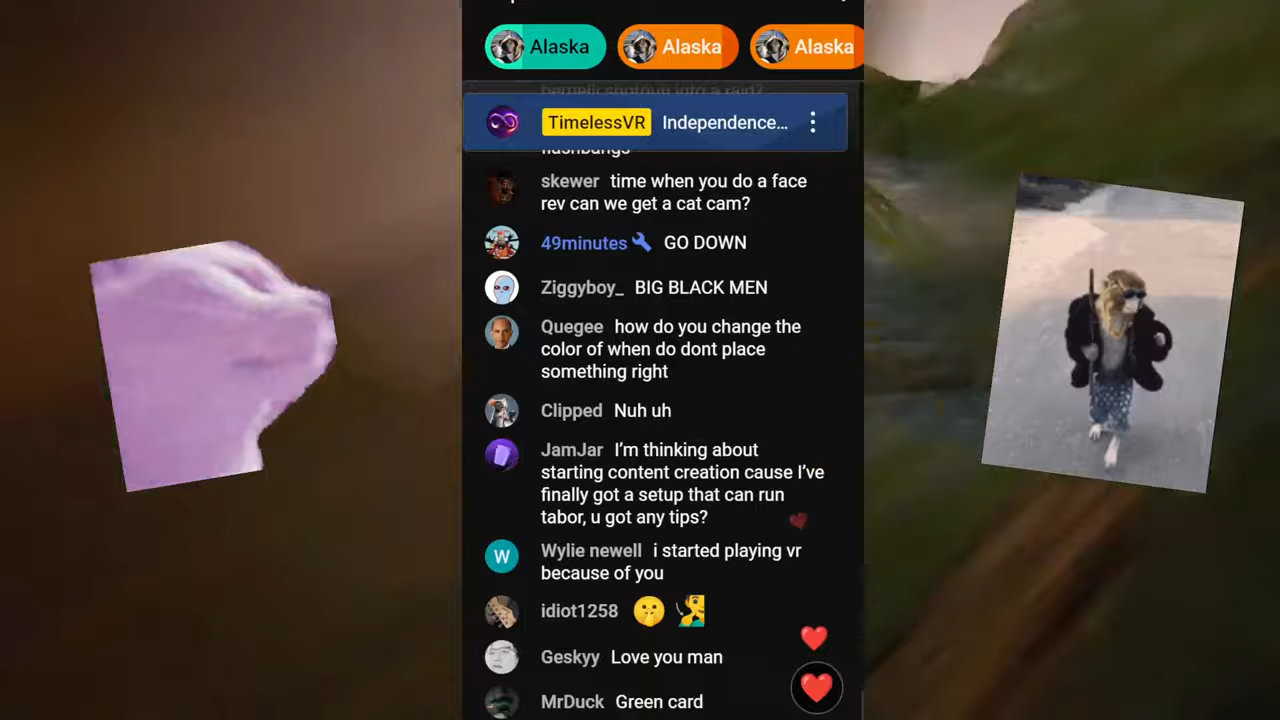 Alaska Alaska Alaska
TimelessVR Independence...
flashbangs
skewer time when you do a face
rev can we get a cat cam?
49minutes GO DOWN
Ziggyboy_ BIG BLACK MEN
Quegee how do you change the
color of when do dont place
something right
Clipped Nuh uh
JamJar I’m thinking about
starting content creation cause I’ve
finally got a setup that can run
tabor, u got any tips?
W Wylie newell i started playing vr
because of you
idiot1258
Geskyy Love you man
MrDuck Green card